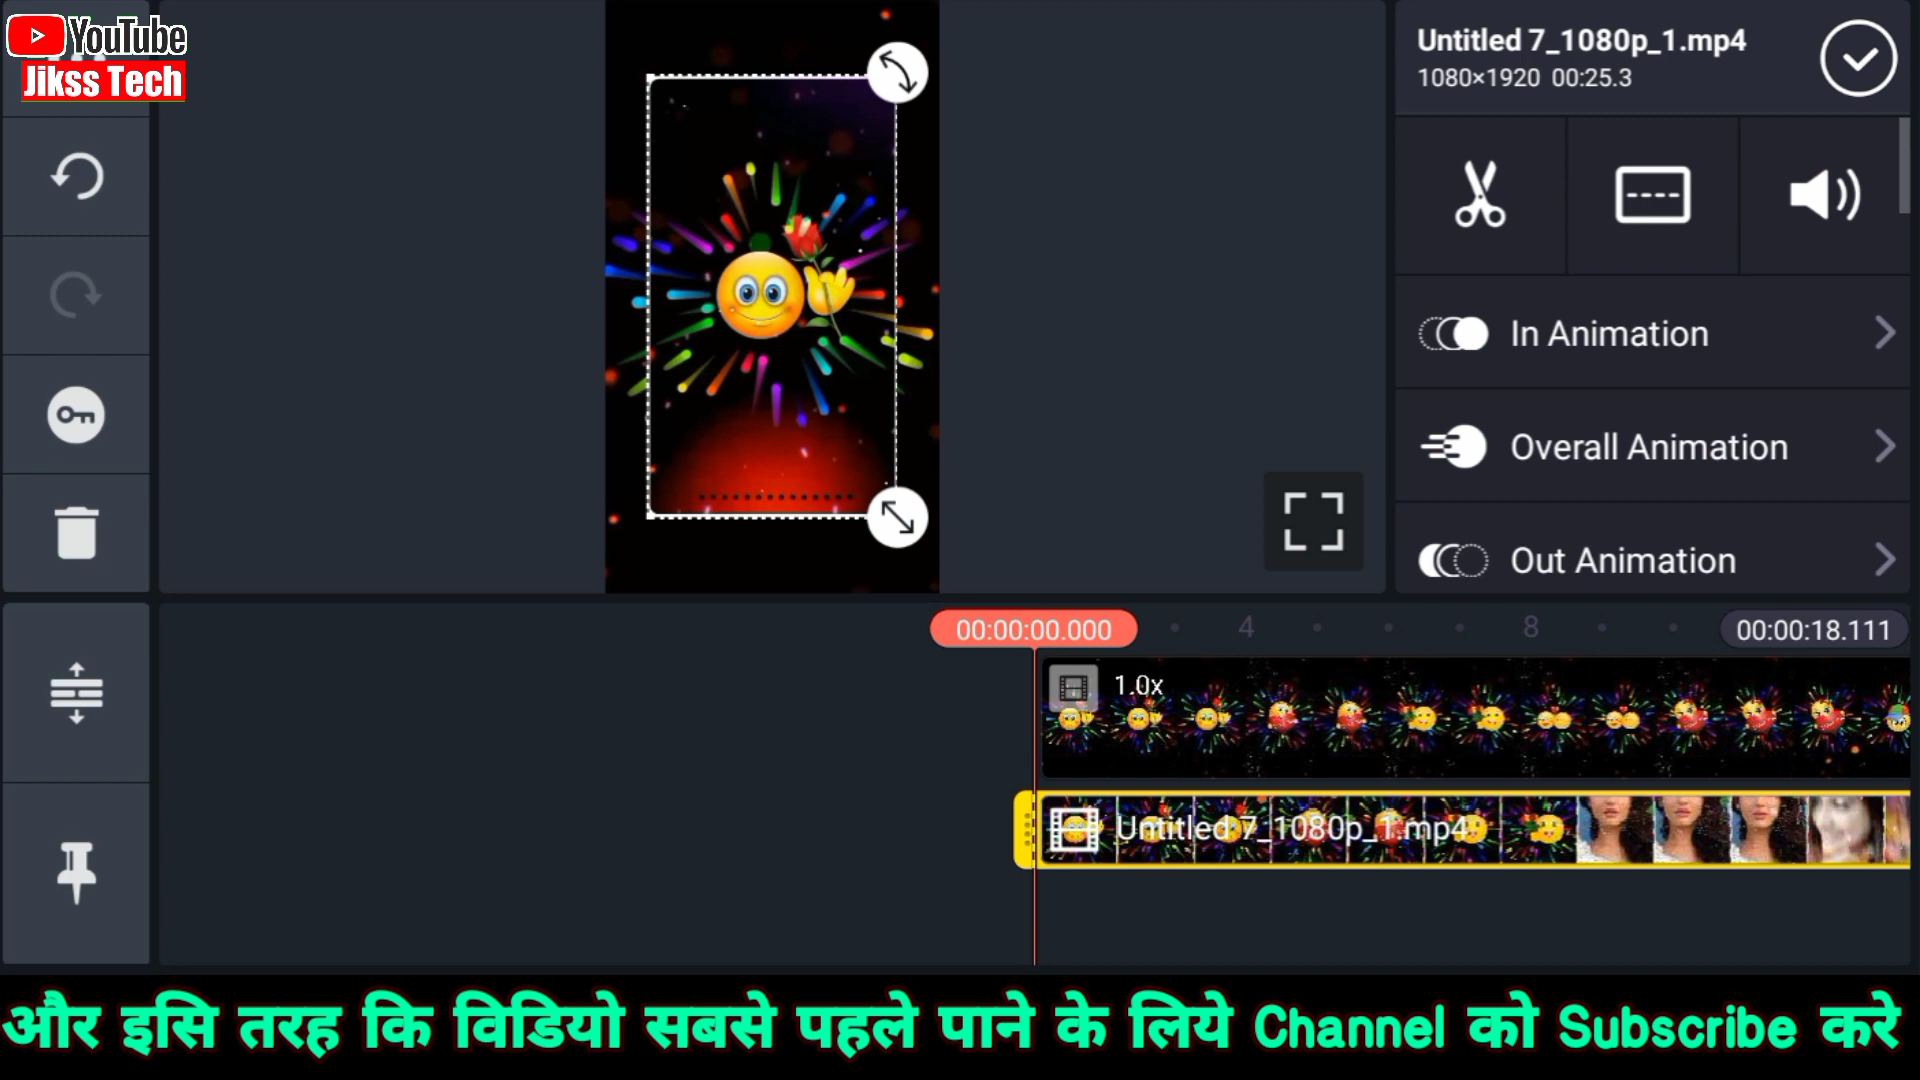 YouTube
Jikss Tech
Untitled 7_1080p_1.mp4
1080×1920 00:25.3
In Animation
Overall Animation
Out Animation
00:00:00.000
4
8
00:00:18.111
1.0x
Untitled 7_1080p_1.mp4
और इसि तरह कि विडियो सबसे पहले पाने के लिये Channel को Subscribe करे